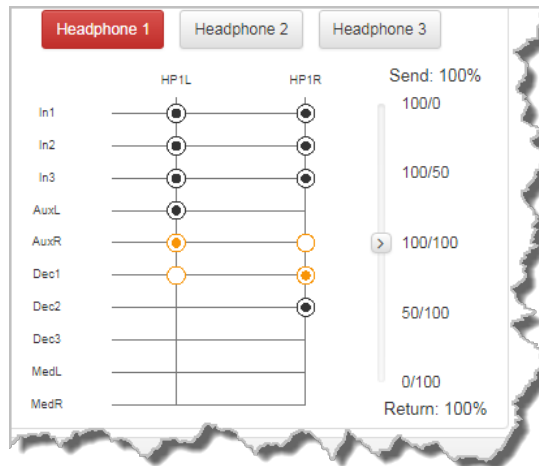 Headphone 1 Headphone 2 Headphone 3
HP1L HP1R Send: 100%
In1 100/0
In2
In3 100/50
AuxL
AuxR 100/100
Dec1
Dec2 50/100
Dec3
MedL
MedR 0/100
Return: 100%